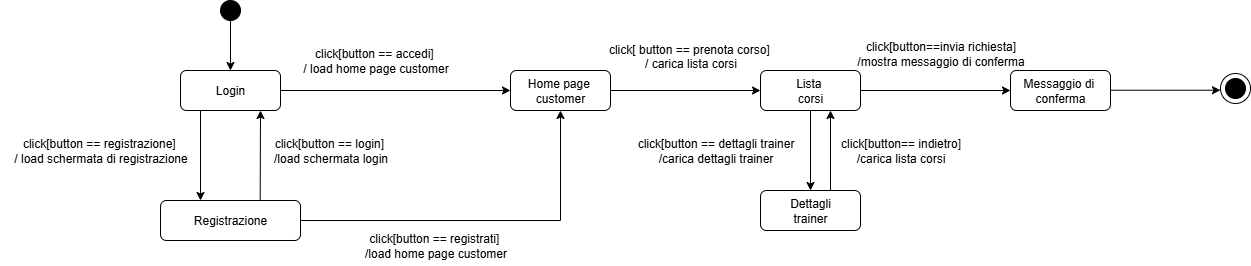 click[button == accedi]
/ load home page customer
click[ button == prenota corso]
/ carica lista corsi
click[button==invia richiesta]
/mostra messaggio di conferma
Login
Home page
customer
Lista
corsi
Messaggio di
conferma
click[button == registrazione]
/ load schermata di registrazione
click[button == login]
/load schermata login
click[button == dettagli trainer
/carica dettagli trainer
click[button== indietro]
/carica lista corsi
Registrazione
Dettagli
trainer
click[button == registrati]
/load home page customer